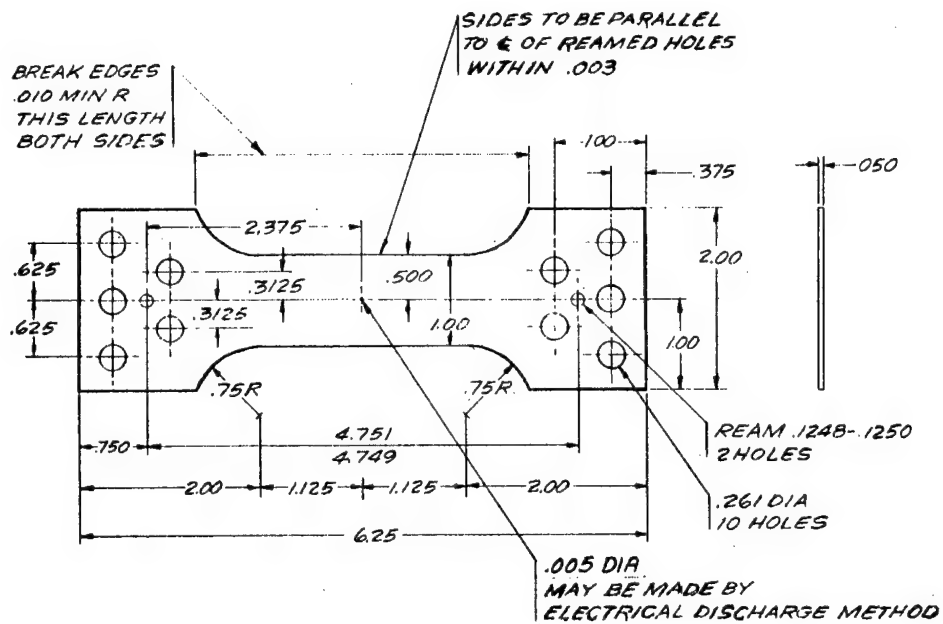 SIDES TO BE PARALLEL
TO ℄ OF REAMED HOLES
WITHIN .003
BREAK EDGES
.010 MIN R
THIS LENGTH
BOTH SIDES
1.00
.375
.050
2.375
.625
.3125
.500
2.00
.3125
.625
1.00
1.00
.75R
.75R
.750
4.751
4.749
REAM .1248-.1250
2 HOLES
2.00
1.125
1.125
2.00
.261 DIA
10 HOLES
6.25
.005 DIA
MAY BE MADE BY
ELECTRICAL DISCHARGE METHOD